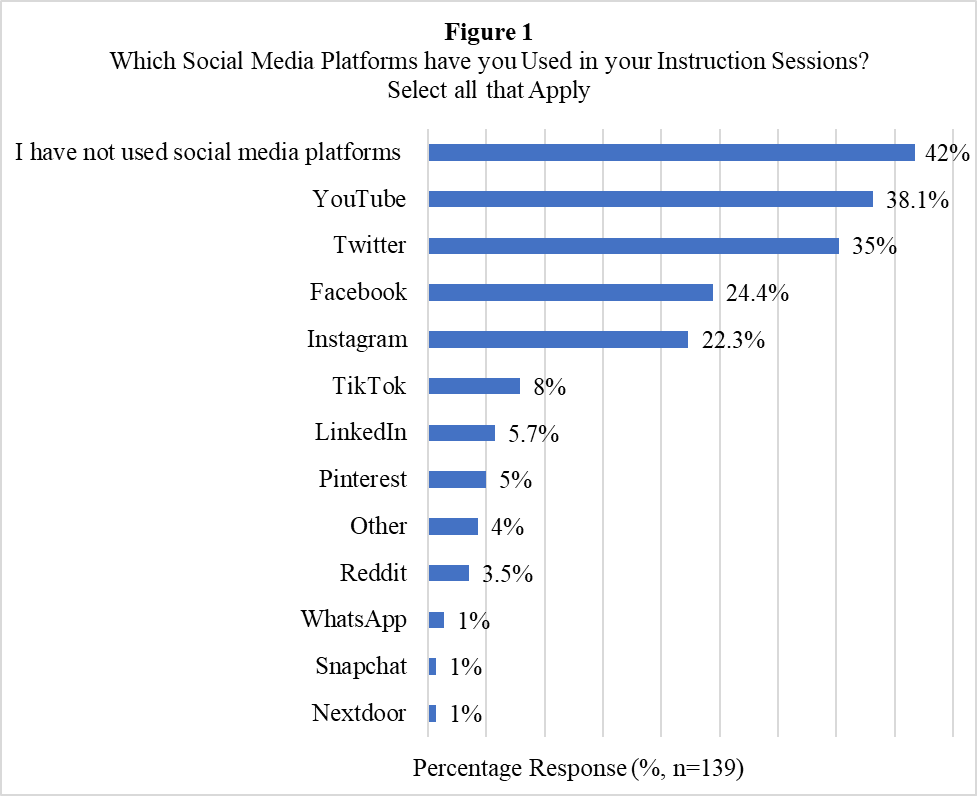 Figure 1
Which Social Media Platforms have you Used in your Instruction Sessions?
Select all that Apply
I have not used social media platforms 42%
YouTube 38.1%
Twitter 35%
Facebook 24.4%
Instagram 22.3%
TikTok 8%
LinkedIn 5.7%
Pinterest 5%
Other 4%
Reddit 3.5%
WhatsApp 1%
Snapchat 1%
Nextdoor 1%
Percentage Response (%, n=139)